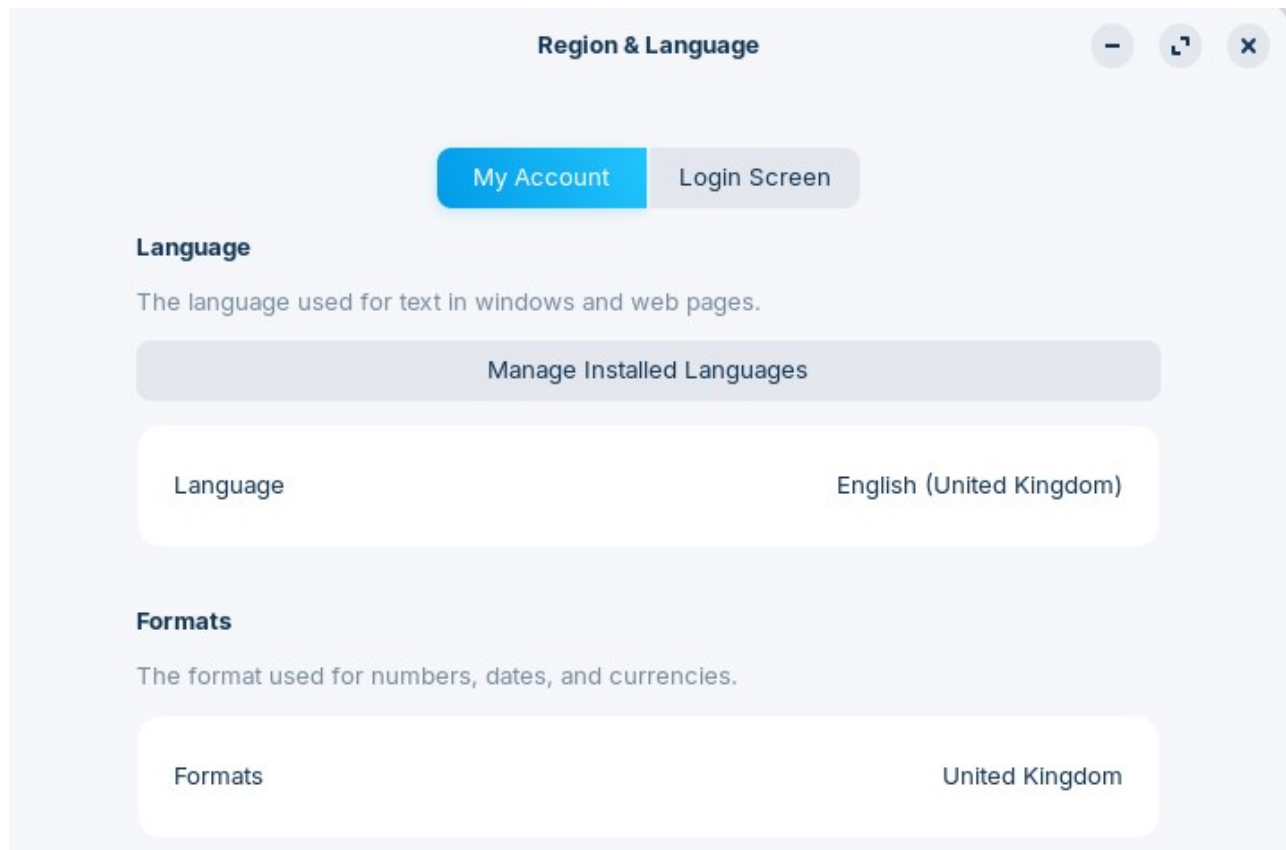 Region & Language
My Account
Login Screen
Language
The language used for text in windows and web pages.
Manage Installed Languages
Language English (United Kingdom)
Formats
The format used for numbers, dates, and currencies.
Formats United Kingdom